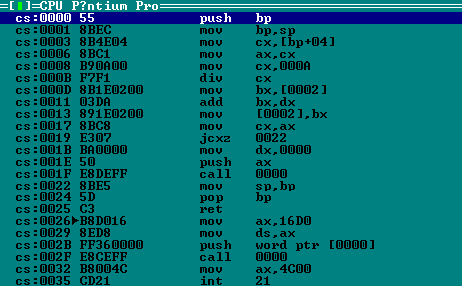 =[▮]=CPU P?ntium Pro
cs:0000 55 push bp
cs:0001 8BEC mov bp,sp
cs:0003 8B4E04 mov cx,[bp+04]
cs:0006 8BC1 mov ax,cx
cs:0008 B90A00 mov cx,000A
cs:000B F7F1 div cx
cs:000D 8B1E0200 mov bx,[0002]
cs:0011 03DA add bx,dx
cs:0013 891E0200 mov [0002],bx
cs:0017 8BC8 mov cx,ax
cs:0019 E307 jcxz 0022
cs:001B BA0000 mov dx,0000
cs:001E 50 push ax
cs:001F E8DEFF call 0000
cs:0022 8BE5 mov sp,bp
cs:0024 5D pop bp
cs:0025 C3 ret
cs:0026►B8D016 mov ax,16D0
cs:0029 8ED8 mov ds,ax
cs:002B FF360000 push word ptr [0000]
cs:002F E8CEFF call 0000
cs:0032 B8004C mov ax,4C00
cs:0035 CD21 int 21